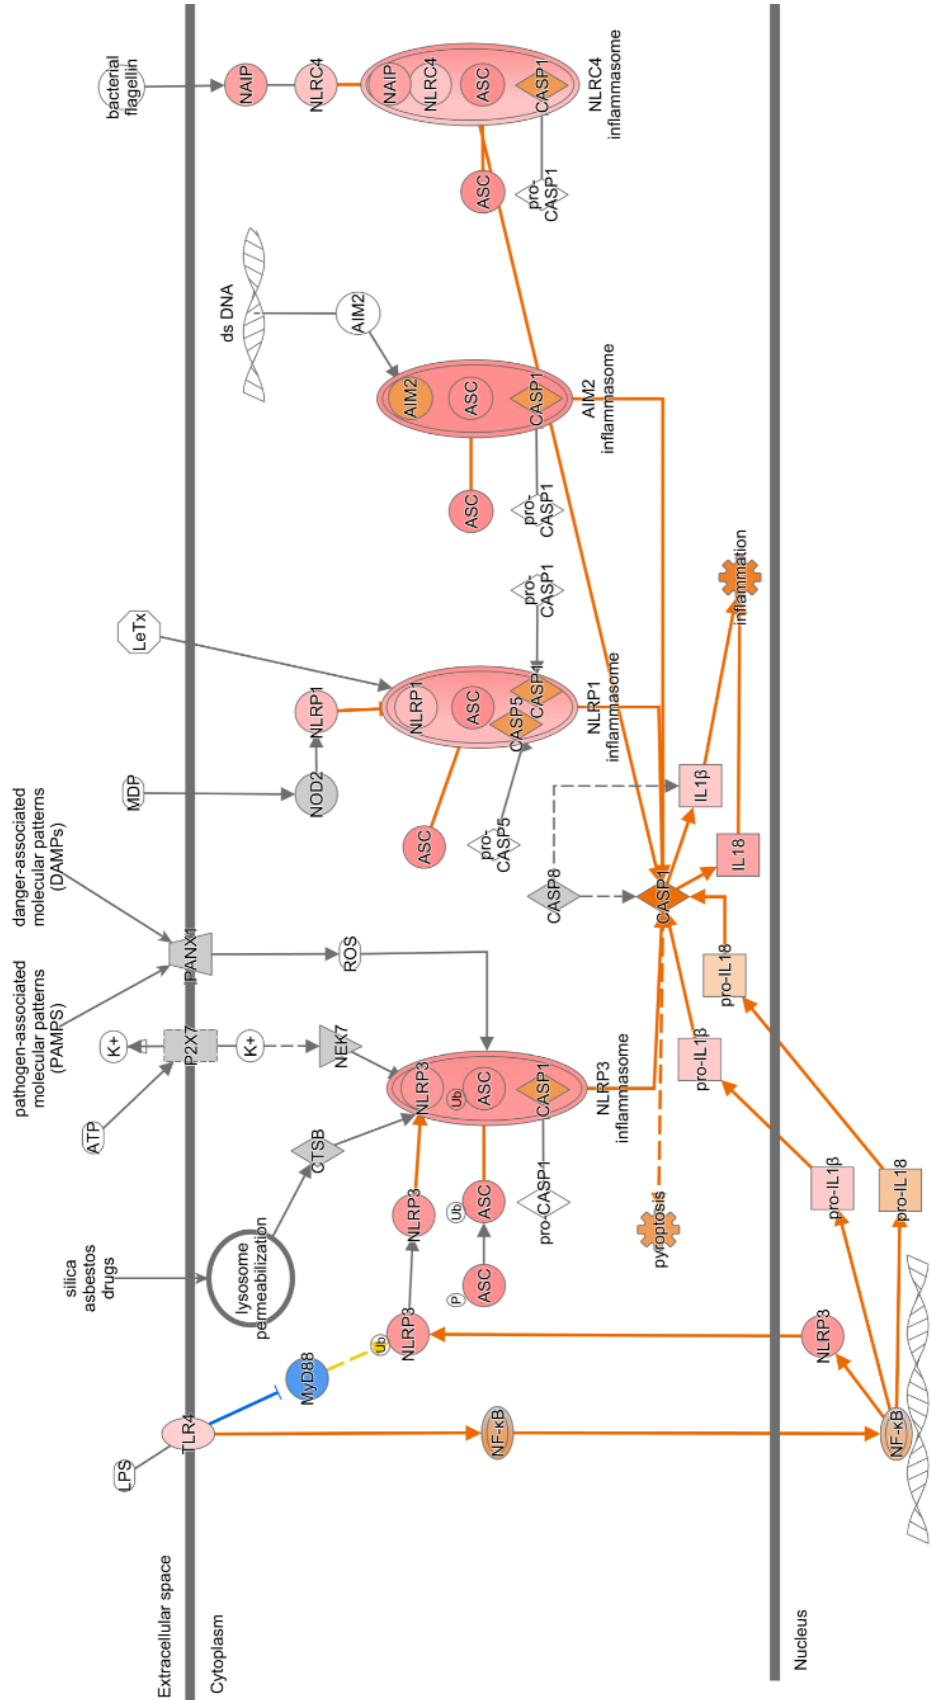 Extracellular space
Cytoplasm
Nucleus
LPS
TLR4
MyD88
NF-κB
NF-κB
silica
asbestos
drugs
lysosome
permeabilization
CTSB
Ub
NLRP3
NLRP3
NLRP3
P
ASC
Ub
ASC
pro-CASP1
ATP
K+
P2X7
K+
NEK7
pathogen-associated
molecular patterns
(PAMPS)
danger-associated
molecular patterns
(DAMPs)
PANX1
ROS
NLRP3
Ub
ASC
CASP1
NLRP3
inflammasome
pyroptosis
pro-IL1β
pro-IL18
pro-IL1β
pro-IL18
CASP8
CASP1
IL1β
IL18
inflammation
MDP
NOD2
NLRP1
LeTx
ASC
pro-
CASP5
NLRP1
ASC
CASP5
CASP1
NLRP1
inflammasome
pro-
CASP1
ds DNA
AIM2
ASC
pro-
CASP1
AIM2
ASC
CASP1
AIM2
inflammasome
bacterial
flagellin
NAIP
NLRC4
ASC
pro-
CASP1
NAIP
NLRC4
ASC
CASP1
NLRC4
inflammasome